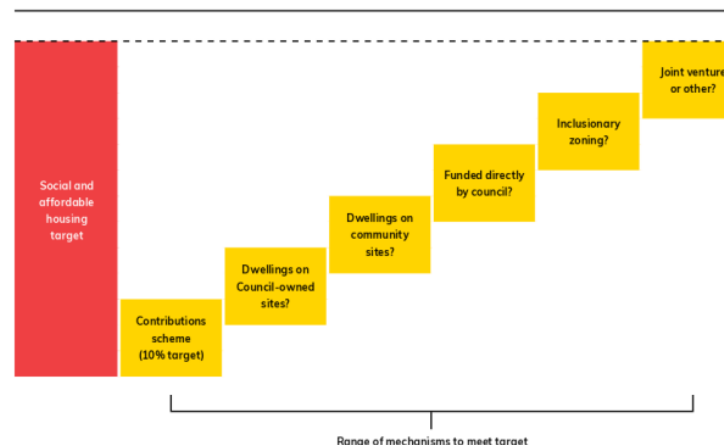 Social and
affordable
housing
target
Contributions
scheme
(10% target)
Dwellings on
Council-owned
sites?
Dwellings on
community
sites?
Funded directly
by council?
Inclusionary
zoning?
Joint venture
or other?
Range of mechanisms to meet target